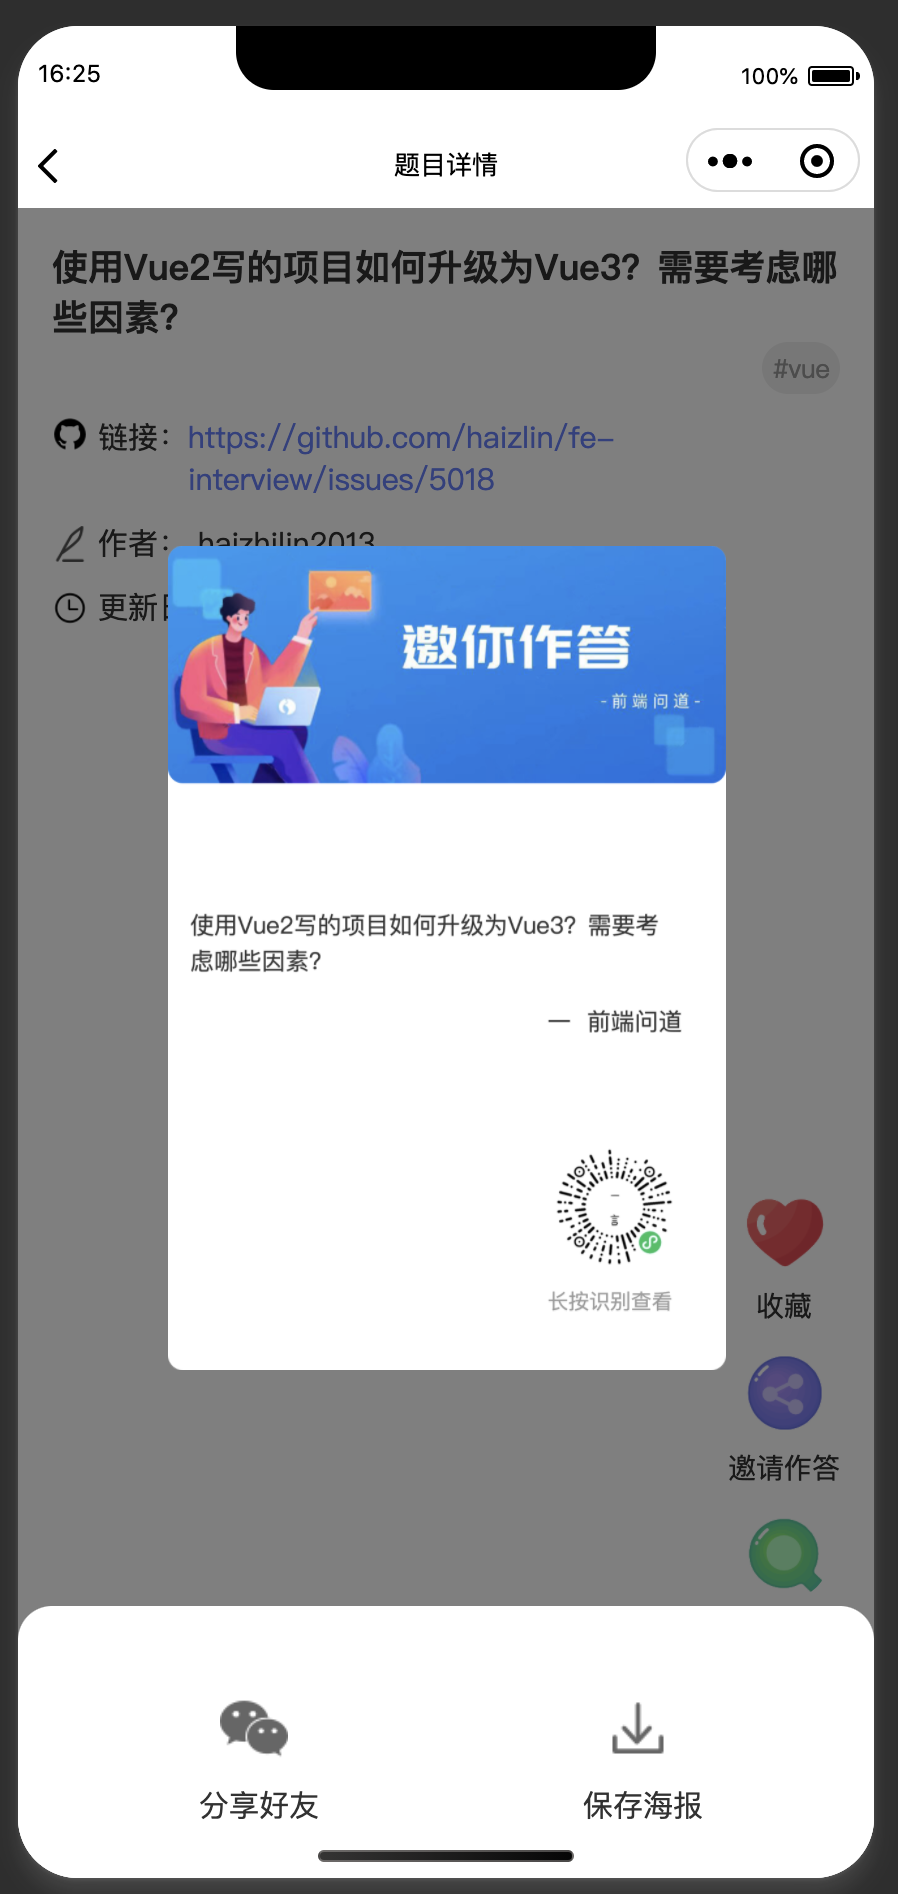 16:25
100%
题目详情
使用Vue2写的项目如何升级为Vue3？需要考虑哪
些因素？
#vue
链接：
https://github.com/haizlin/fe-
interview/issues/5018
作者：
haizhilin2013
更新
邀你作答
-前端问道-
使用Vue2写的项目如何升级为Vue3？需要考
虑哪些因素？
一 前端问道
一
言
长按识别查看
收藏
邀请作答
分享好友
保存海报